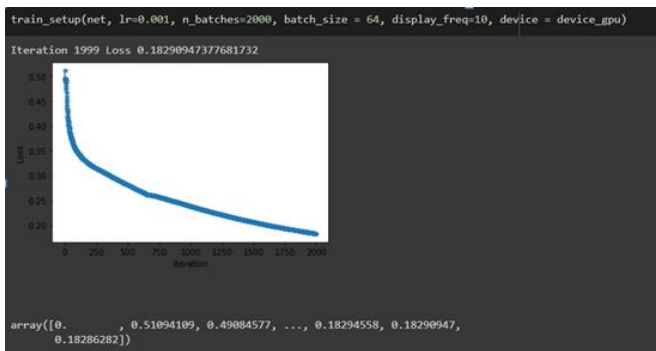 train_setup(net, lr=0.001, n_batches=2000, batch_size = 64, display_freq=10, device = device_gpu)
Iteration 1999 Loss 0.18290947377681732
0.50
0.45
0.40
0.35
0.30
0.25
0.20
Loss
0 250 500 750 1000 1250 1500 1750 2000
Iteration
array([0. , 0.51094109, 0.49084577, ..., 0.18294558, 0.18290947,
0.18286282])